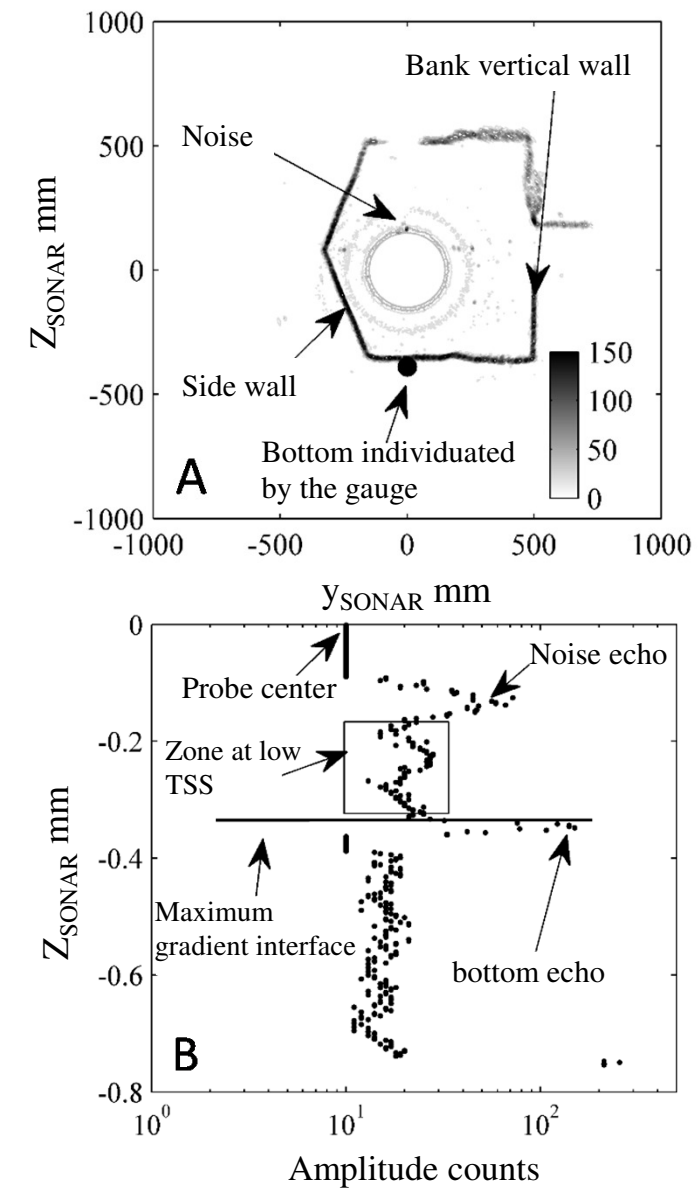 1000
Bank vertical wall
Noise
500
Z_SONAR mm
0
150
100
50
0
Side wall
-500
Bottom individuated
by the gauge
A
-1000
-1000 -500 0 500 1000
y_SONAR mm
0
Noise echo
Probe center
-0.2
Zone at low
TSS
Z_SONAR mm
-0.4
Maximum
gradient interface
bottom echo
-0.6
B
-0.8
10^0 10^1 10^2
Amplitude counts